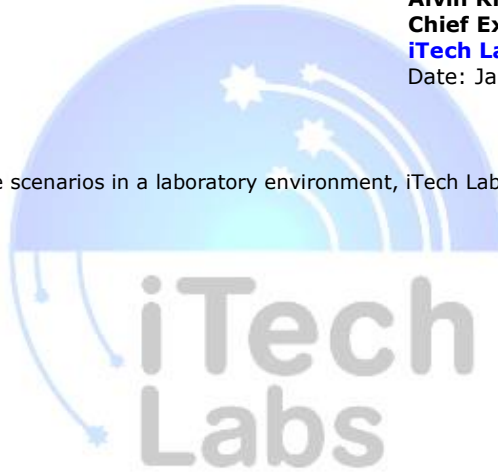 Chief Ex
iTech La
Date: Ja
e scenarios in a laboratory environment, iTech Lab
iTech
Labs